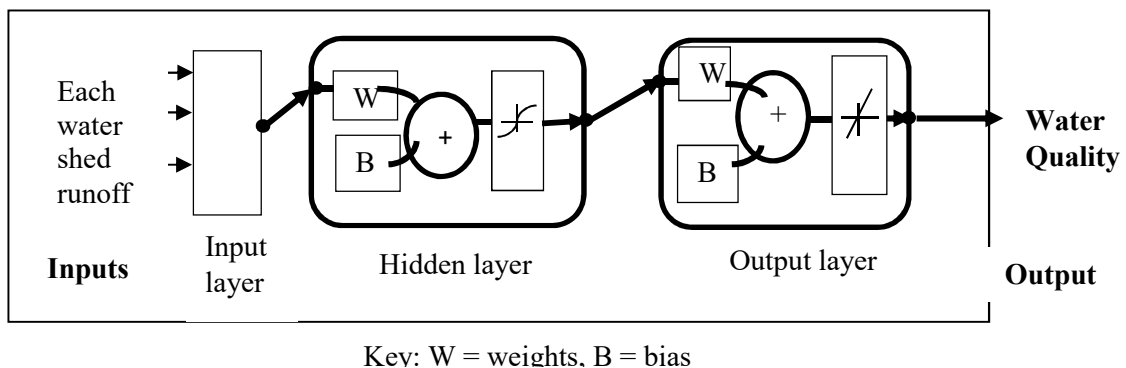 Each
water
shed
runoff
Inputs
Input
layer
W
+
B
Hidden layer
W
+
B
Output layer
Water
Quality
Output
Key: W = weights, B = bias